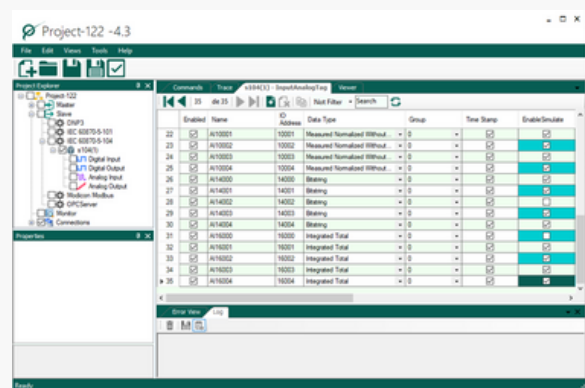 Project-122 -4.3
File Edit Views Tools Help
Project Explorer
Project-122
Master
Slave
DNP3
IEC 60870-5-101
IEC 60870-5-104
s104(1)
Digital Input
Digital Output
Analog Input
Analog Output
Modicon Modbus
OPCServer
Monitor
Connections
Properties
Commands Trace s104(1) - InputAnalogTag Viewer
35 de 35 Not Filter Search
Enabled Name ID Address Data Type Group Time Stamp EnableSimulate
22 AI10001 10001 Measured Normalized Without... 0
23 AI10002 10002 Measured Normalized Without... 0
24 AI10003 10003 Measured Normalized Without... 0
25 AI10004 10004 Measured Normalized Without... 0
26 AI14000 14000 Bitstring 0
27 AI14001 14001 Bitstring 0
28 AI14002 14002 Bitstring 0
29 AI14003 14003 Bitstring 0
30 AI14004 14004 Bitstring 0
31 AI16000 16000 Integrated Total 0
32 AI16001 16001 Integrated Total 0
33 AI16002 16002 Integrated Total 0
34 AI16003 16003 Integrated Total 0
35 AI16004 16004 Integrated Total 0
Error View Log
Ready